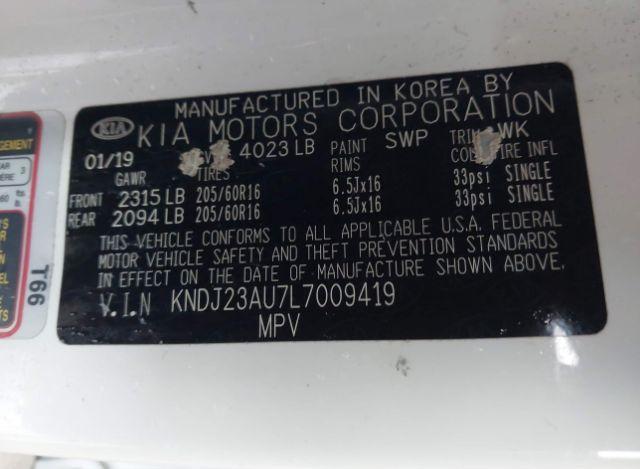 MANUFACTURED IN KOREA BY
KIA KIA MOTORS CORPORATION
01/19 4023 LB PAINT SWP TRIM WK
GAWR TIRES RIMS COLD TIRE INFL
FRONT 2315 LB 205/60R16 6.5Jx16 33psi SINGLE
REAR 2094 LB 205/60R16 6.5Jx16 33psi SINGLE
THIS VEHICLE CONFORMS TO ALL APPLICABLE U.S.A. FEDERAL
MOTOR VEHICLE SAFETY AND THEFT PREVENTION STANDARDS
IN EFFECT ON THE DATE OF MANUFACTURE SHOWN ABOVE.
V.I.N KNDJ23AU7L7009419
MPV
T66
3
60 lb.